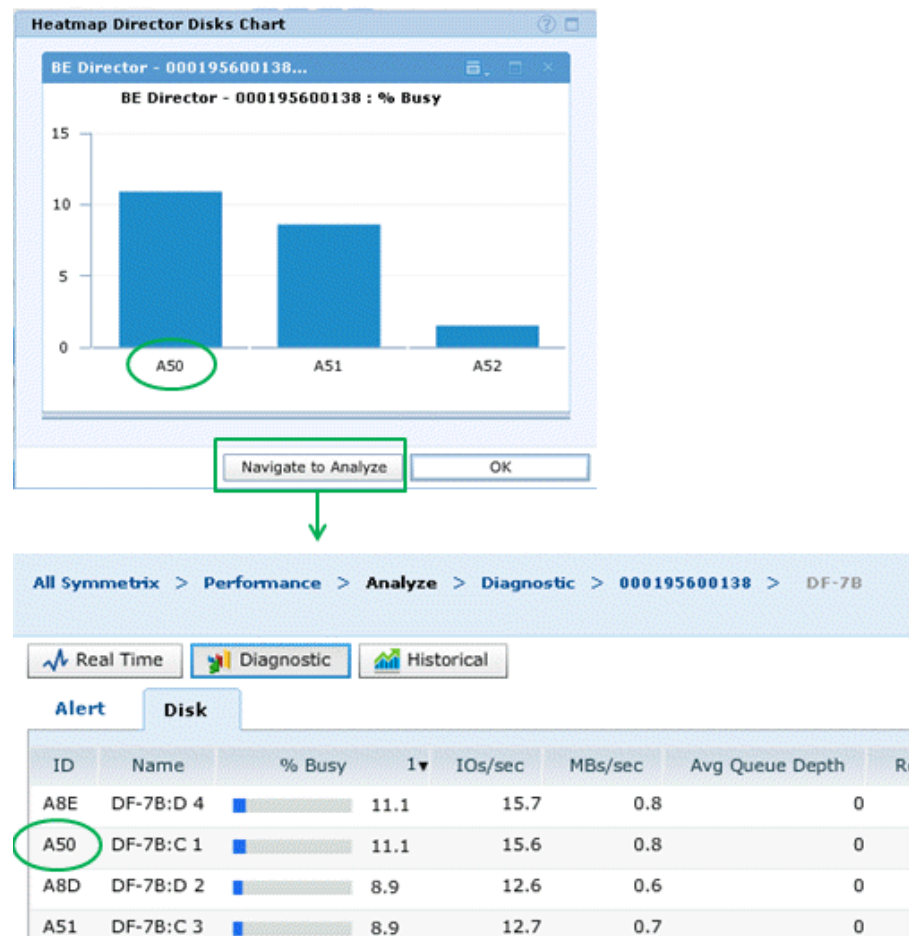 Heatmap Director Disks Chart
BE Director - 000195600138...
BE Director - 000195600138 : % Busy
15
10
5
0
A50 A51 A52
Navigate to Analyze OK
All Symmetrix > Performance > Analyze > Diagnostic > 000195600138 > DF-7B
Real Time Diagnostic Historical
Alert Disk
ID Name % Busy 1▾ IOs/sec MBs/sec Avg Queue Depth
A8E DF-7B:D 4 11.1 15.7 0.8 0
A50 DF-7B:C 1 11.1 15.6 0.8 0
A8D DF-7B:D 2 8.9 12.6 0.6 0
A51 DF-7B:C 3 8.9 12.7 0.7 0